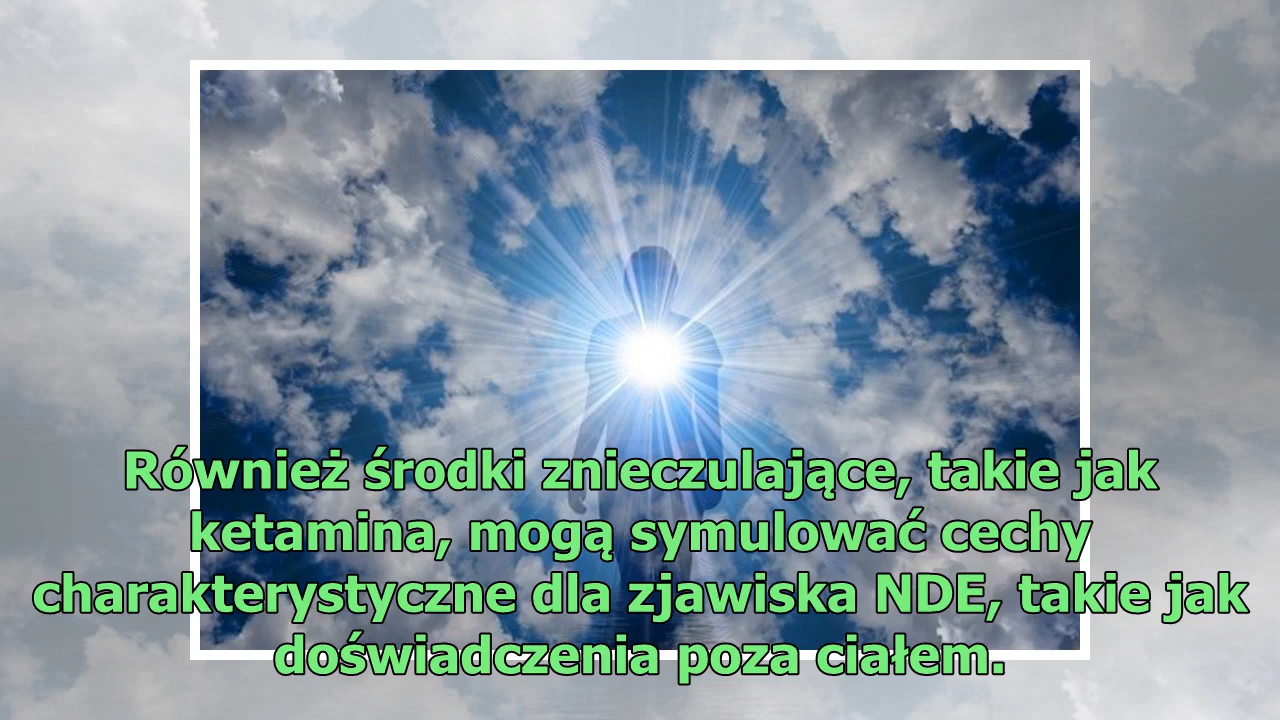 Również środki znieczulające, takie jak
ketamina, mogą symulować cechy
charakterystyczne dla zjawiska NDE, takie jak
doświadczenia poza ciałem.